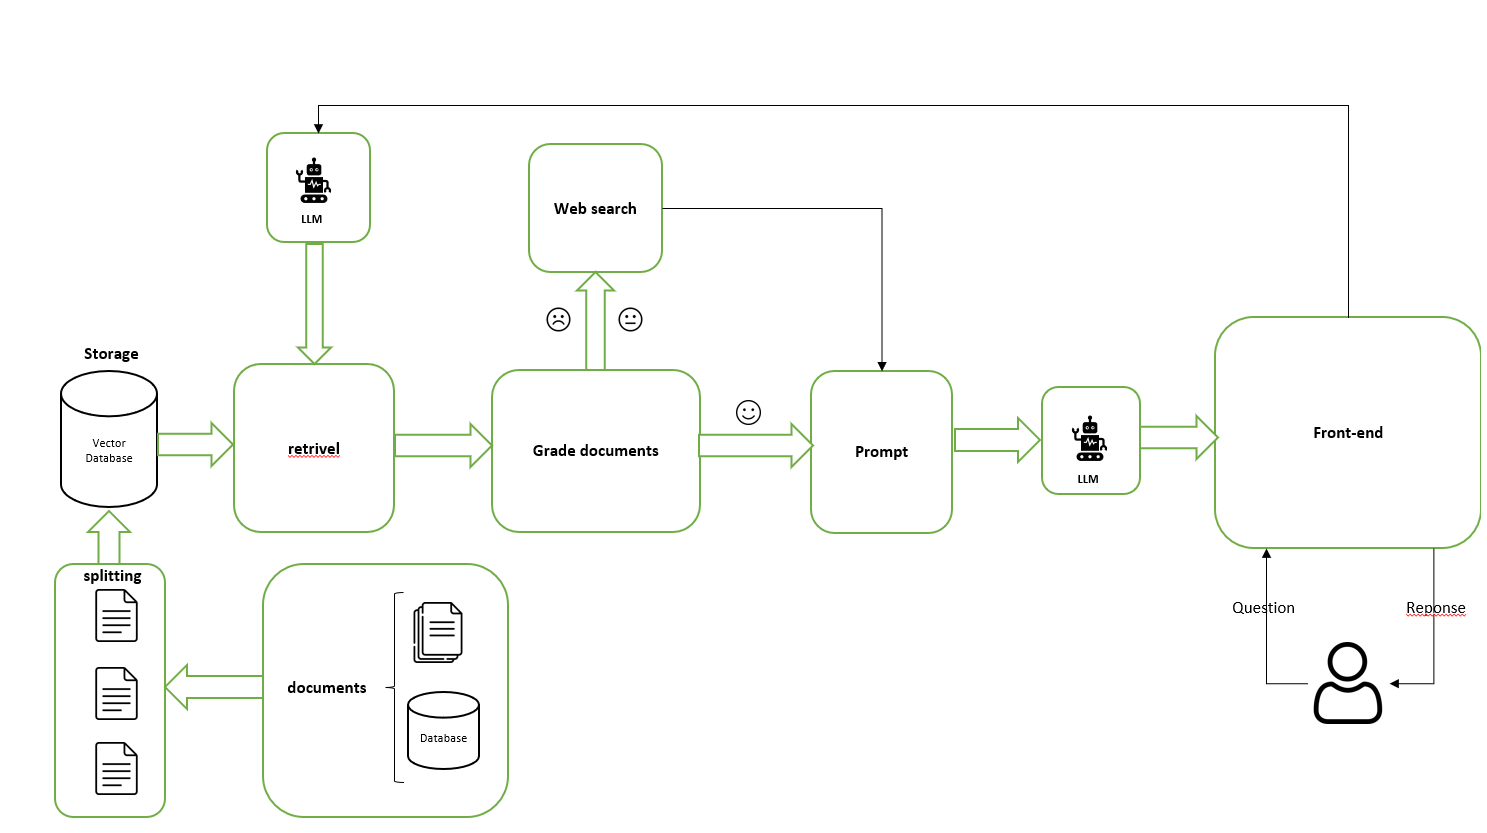 LLM
Web search
Storage
Vector
Database
retrivel
Grade documents
Prompt
LLM
Front-end
splitting
documents
Database
Question
Reponse